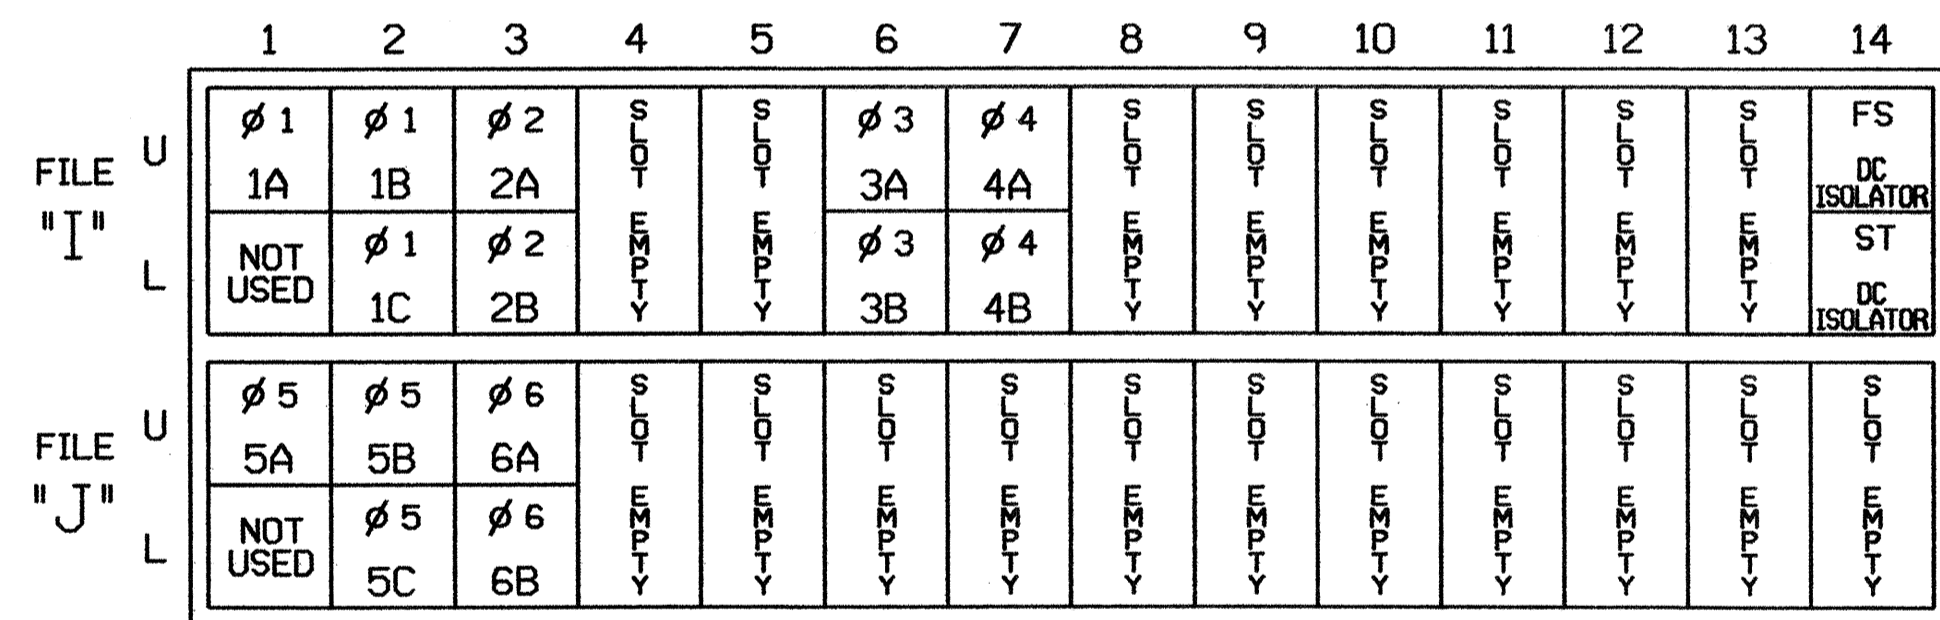 1 2 3 4 5 6 7 8 9 10 11 12 13 14
FILE "I"
U
L
ø 1 1A
ø 1 1B
ø 2 2A
SLOT EMPTY
SLOT EMPTY
ø 3 3A
ø 4 4A
SLOT EMPTY
SLOT EMPTY
SLOT EMPTY
SLOT EMPTY
SLOT EMPTY
SLOT EMPTY
FS DC ISOLATOR
NOT USED
ø 1 1C
ø 2 2B
ø 3 3B
ø 4 4B
ST DC ISOLATOR
FILE "J"
U
L
ø 5 5A
ø 5 5B
ø 6 6A
SLOT EMPTY
SLOT EMPTY
SLOT EMPTY
SLOT EMPTY
SLOT EMPTY
SLOT EMPTY
SLOT EMPTY
SLOT EMPTY
SLOT EMPTY
SLOT EMPTY
SLOT EMPTY
NOT USED
ø 5 5C
ø 6 6B